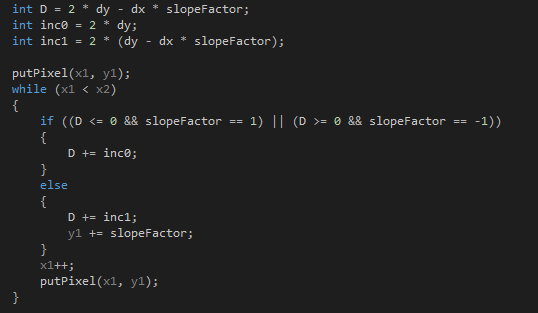 int D = 2 * dy - dx * slopeFactor;
int inc0 = 2 * dy;
int inc1 = 2 * (dy - dx * slopeFactor);

putPixel(x1, y1);
while (x1 < x2)
{
    if ((D <= 0 && slopeFactor == 1) || (D >= 0 && slopeFactor == -1))
    {
        D += inc0;
    }
    else
    {
        D += inc1;
        y1 += slopeFactor;
    }
    x1++;
    putPixel(x1, y1);
}